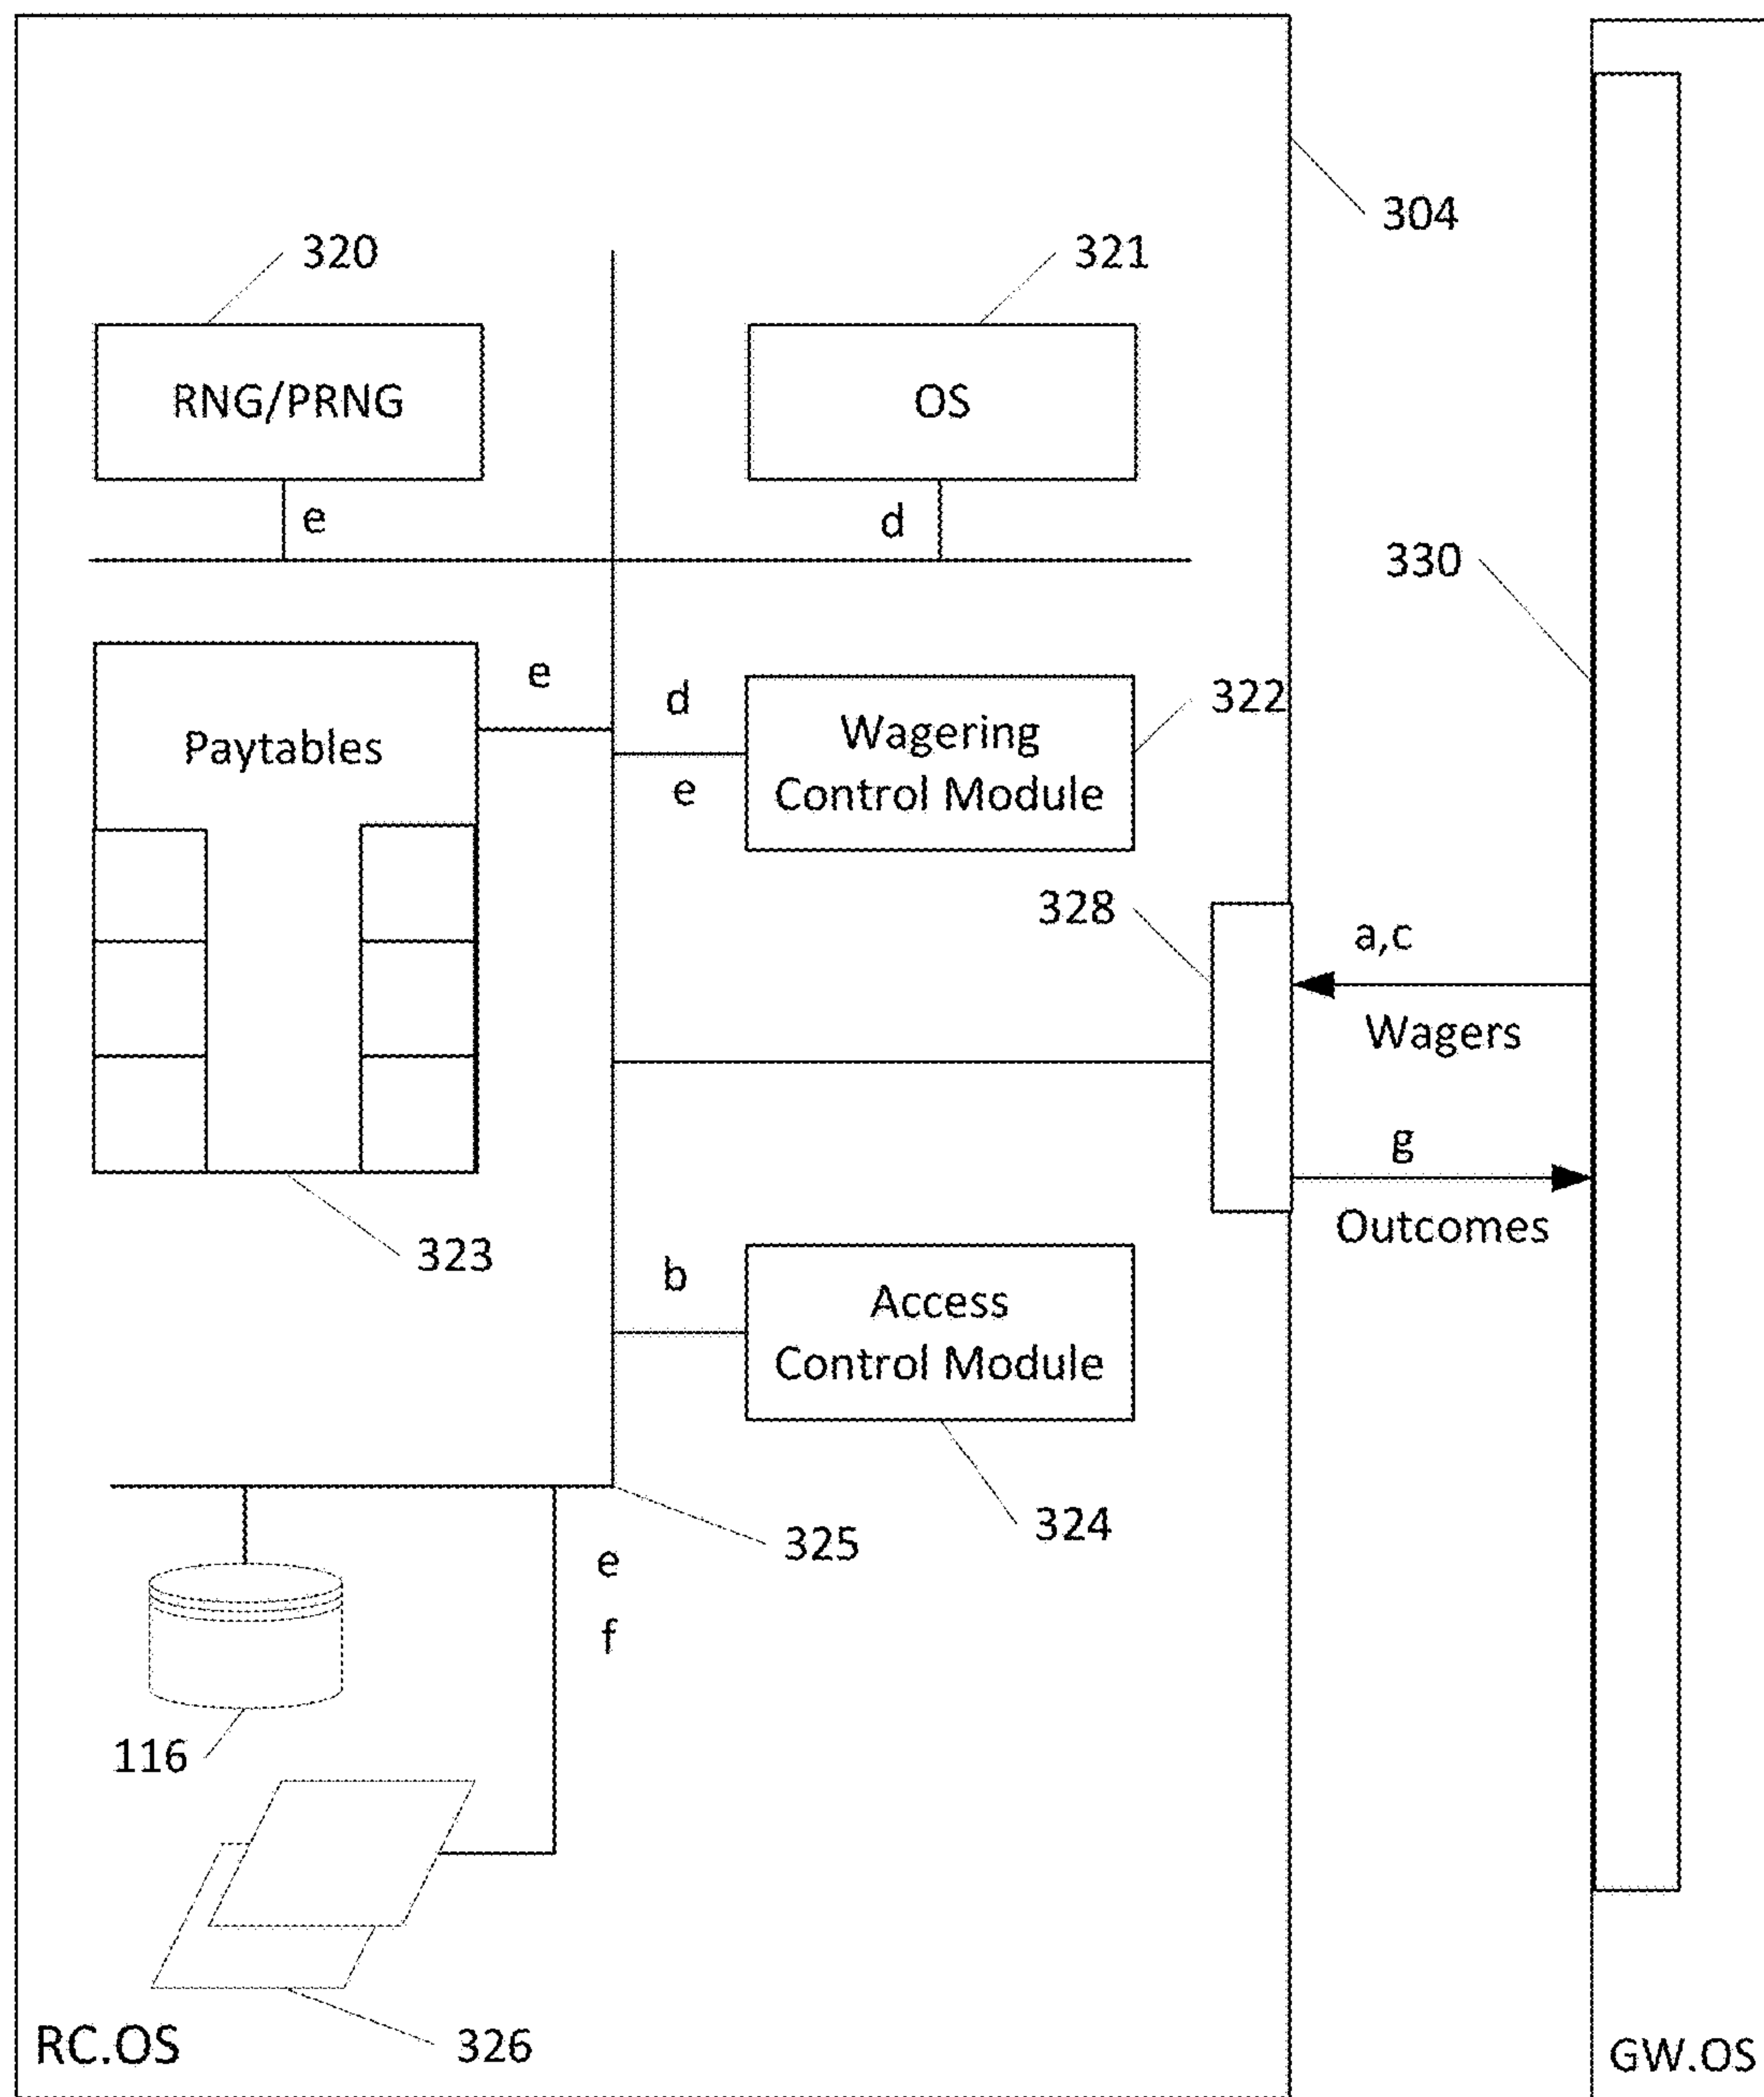 304
320
321
RNG/PRNG
OS
e
d
330
e
d
322
Paytables
Wagering
Control Module
e
328
a,c
Wagers
g
Outcomes
323
b
Access
Control Module
324
325
e
f
116
326
RC.OS
GW.OS